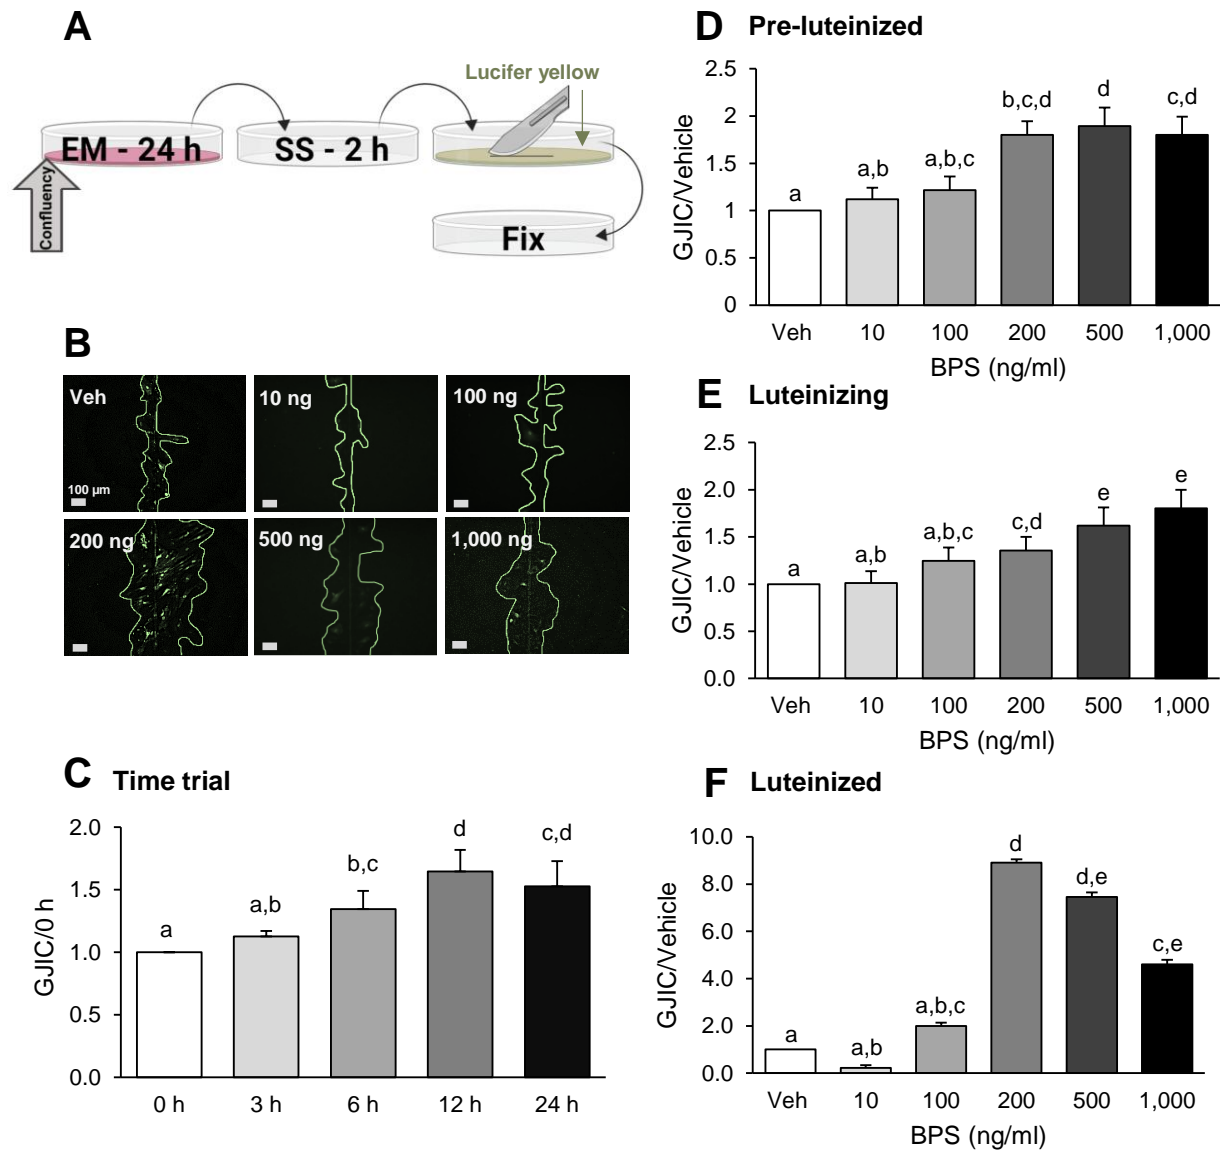 A
Lucifer yellow
EM - 24 h
SS - 2 h
Confluency
Fix
B
Veh
10 ng
100 ng
100 µm
200 ng
500 ng
1,000 ng
C Time trial
GJIC/0 h
2.0
1.5
1.0
0.5
0.0
a
a,b
b,c
d
c,d
0 h 3 h 6 h 12 h 24 h
D Pre-luteinized
GJIC/Vehicle
2.5
2
1.5
1
0.5
0
a
a,b
a,b,c
b,c,d
d
c,d
Veh 10 100 200 500 1,000
BPS (ng/ml)
E Luteinizing
GJIC/Vehicle
2.5
2.0
1.5
1.0
0.5
0.0
a
a,b
a,b,c
c,d
e
e
Veh 10 100 200 500 1,000
BPS (ng/ml)
F Luteinized
GJIC/Vehicle
10.0
8.0
6.0
4.0
2.0
0.0
a
a,b
a,b,c
d
d,e
c,e
Veh 10 100 200 500 1,000
BPS (ng/ml)